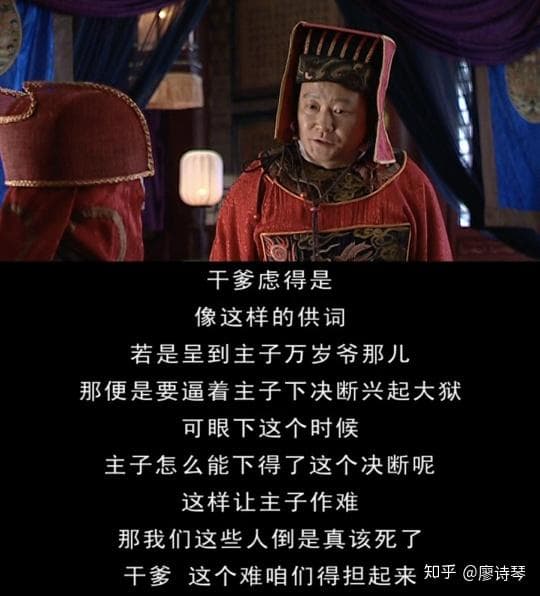 干爹虑得是
像这样的供词
若是呈到主子万岁爷那儿
那便是要逼着主子下决断兴起大狱
可眼下这个时候
主子怎么能下得了这个决断呢
这样让主子作难
那我们这些人倒是真该死了
干爹 这个难咱们得担起来
知乎 @廖诗琴